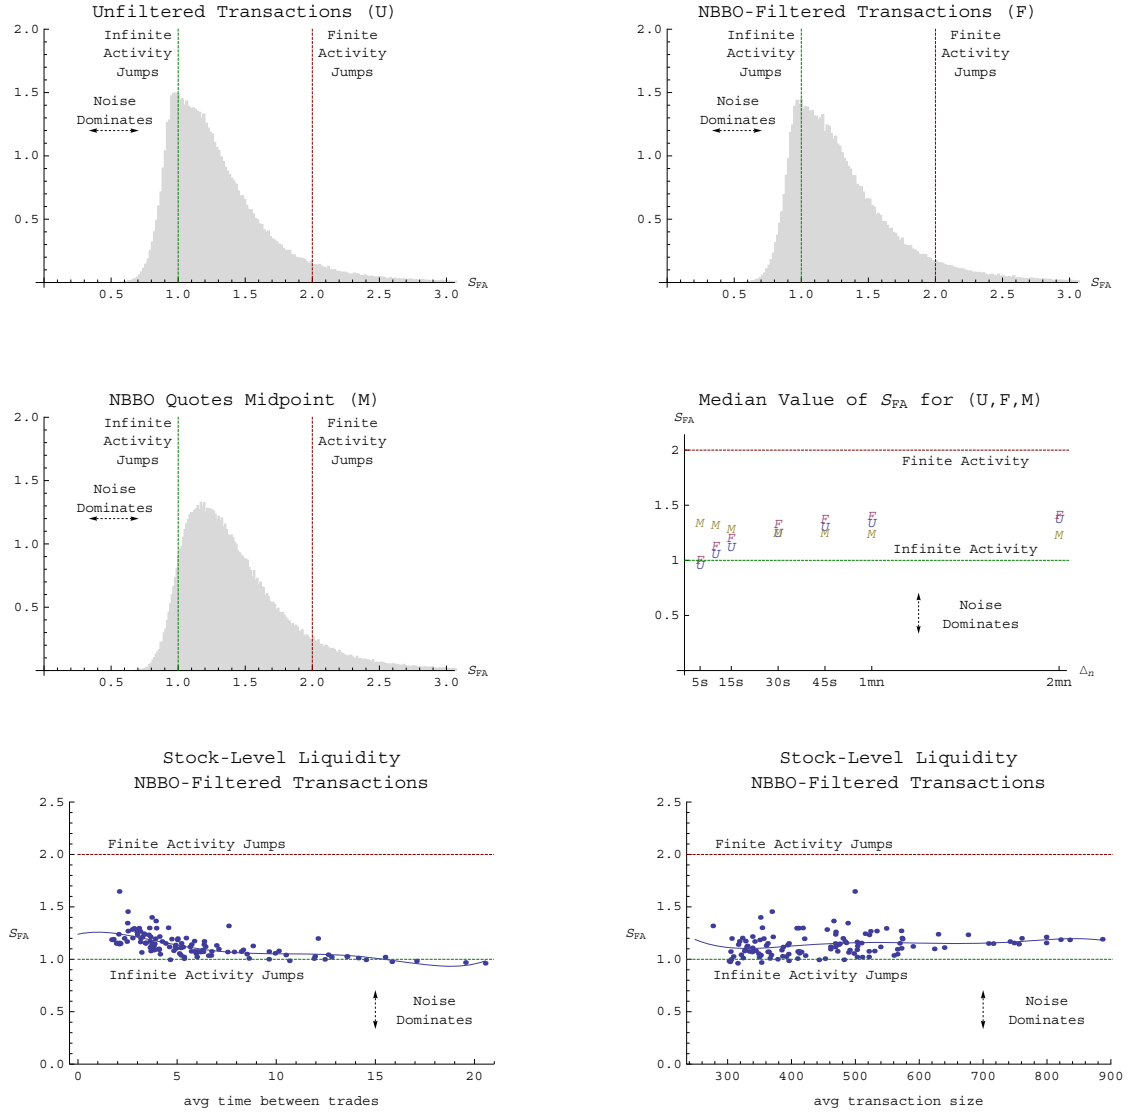 Unfiltered Transactions (U)
2.0
Infinite
Activity
Jumps
Finite
Activity
Jumps
1.5
Noise
Dominates
1.0
0.5
0.5 1.0 1.5 2.0 2.5 3.0
S_FA
NBBO-Filtered Transactions (F)
2.0
Infinite
Activity
Jumps
Finite
Activity
Jumps
1.5
Noise
Dominates
1.0
0.5
0.5 1.0 1.5 2.0 2.5 3.0
S_FA
NBBO Quotes Midpoint (M)
2.0
Infinite
Activity
Jumps
Finite
Activity
Jumps
1.5
Noise
Dominates
1.0
0.5
0.5 1.0 1.5 2.0 2.5 3.0
S_FA
Median Value of S_FA for (U,F,M)
S_FA
2
Finite Activity
1.5
M M M F F F F
F F U U U U
U U U M M M M
Infinite Activity
1
Noise
Dominates
0.5
5s 15s 30s 45s 1mn 2mn
Δn
Stock-Level Liquidity
NBBO-Filtered Transactions
2.5
Finite Activity Jumps
2.0
1.5
S_FA
1.0
Infinite Activity Jumps
Noise
Dominates
0.5
0.0
0 5 10 15 20
avg time between trades
Stock-Level Liquidity
NBBO-Filtered Transactions
2.5
Finite Activity Jumps
2.0
1.5
S_FA
1.0
Infinite Activity Jumps
Noise
Dominates
0.5
0.0
300 400 500 600 700 800 900
avg transaction size